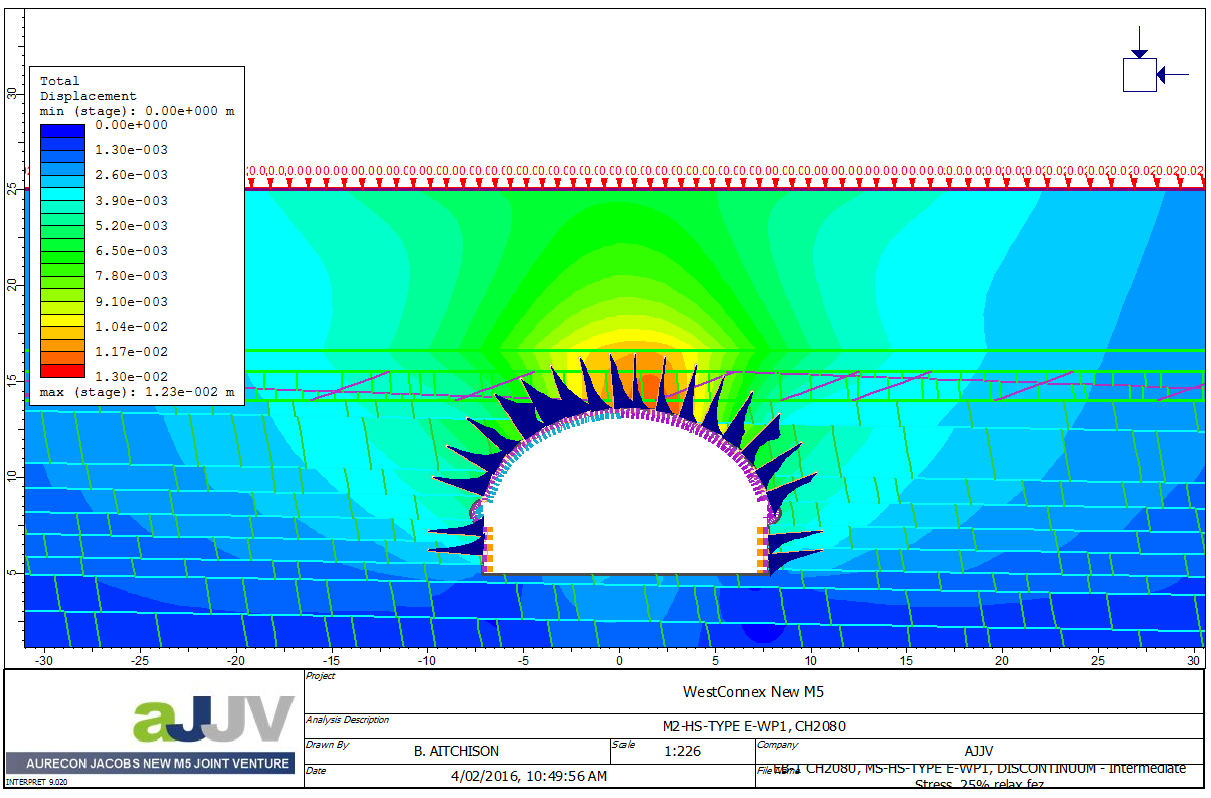 Total
Displacement
min (stage): 0.00e+000 m
0.00e+000
1.30e-003
2.60e-003
3.90e-003
5.20e-003
6.50e-003
7.80e-003
9.10e-003
1.04e-002
1.17e-002
1.30e-002
max (stage): 1.23e-002 m
30
25
20
15
10
5
-30 -25 -20 -15 -10 -5 0 5 10 15 20 25 30
aJJV
AURECON JACOBS NEW M5 JOINT VENTURE
INTERPRET 9.020
Project
WestConnex New M5
Analysis Description
M2-HS-TYPE E-WP1, CH2080
Drawn By
B. AITCHISON
Scale
1:226
Company
AJJV
Date
4/02/2016, 10:49:56 AM
File Name
CH2080, MS-HS-TYPE E-WP1, DISCONTINUUM - Intermediate
Stress, 25% relax.fez